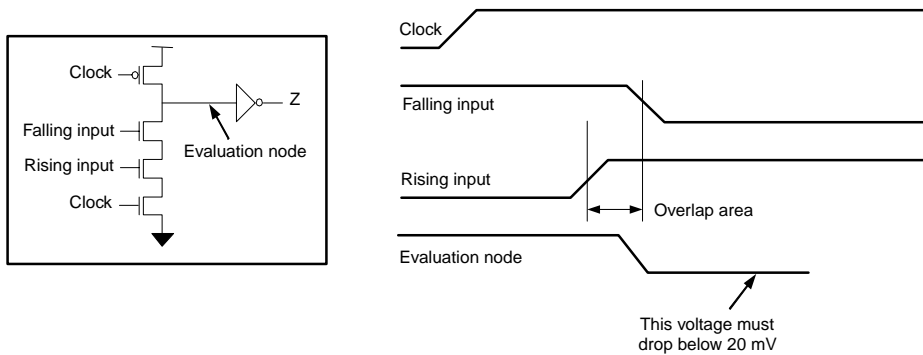 Clock
Z
Falling input
Evaluation node
Rising input
Clock
Clock
Falling input
Rising input
Overlap area
Evaluation node
This voltage must
drop below 20 mV